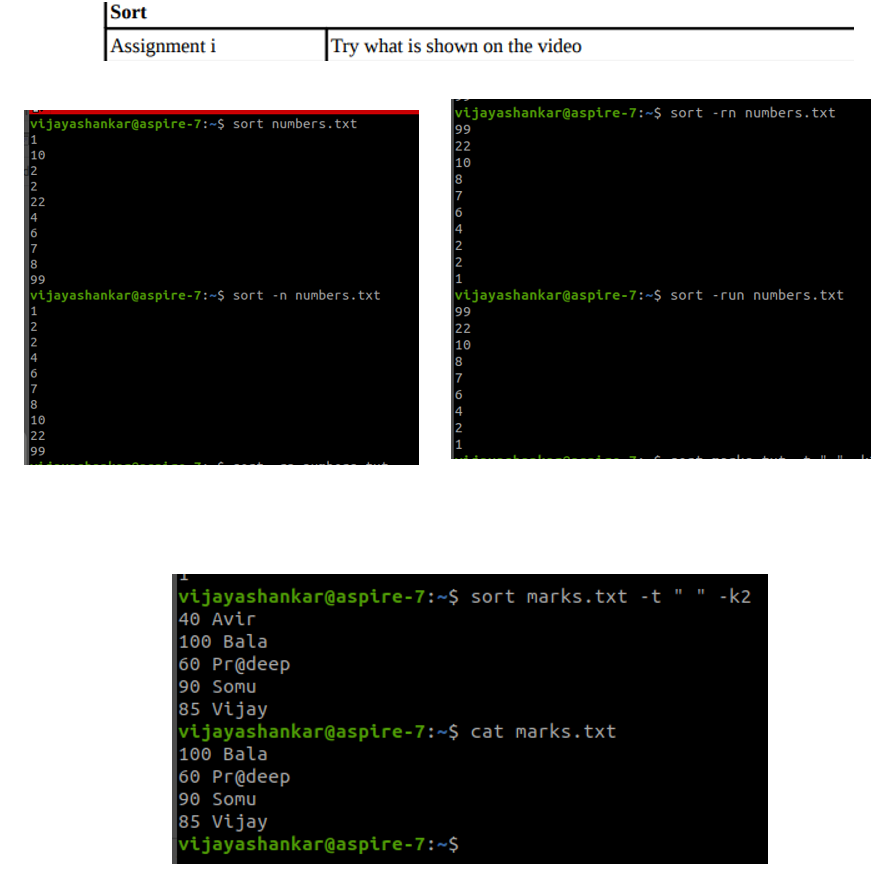 Sort
Assignment i Try what is shown on the video
vijayashankar@aspire-7:~$ sort numbers.txt
1
10
2
2
22
4
6
7
8
99
vijayashankar@aspire-7:~$ sort -n numbers.txt
1
2
2
4
6
7
8
10
22
99
vijayashankar@aspire-7:~$ sort -rn numbers.txt
99
22
10
8
7
6
4
2
2
1
vijayashankar@aspire-7:~$ sort -run numbers.txt
99
22
10
8
7
6
4
2
1
vijayashankar@aspire-7:~$ sort marks.txt -t " " -k2
40 Avir
100 Bala
60 Pr@deep
90 Somu
85 Vijay
vijayashankar@aspire-7:~$ cat marks.txt
100 Bala
60 Pr@deep
90 Somu
85 Vijay
vijayashankar@aspire-7:~$